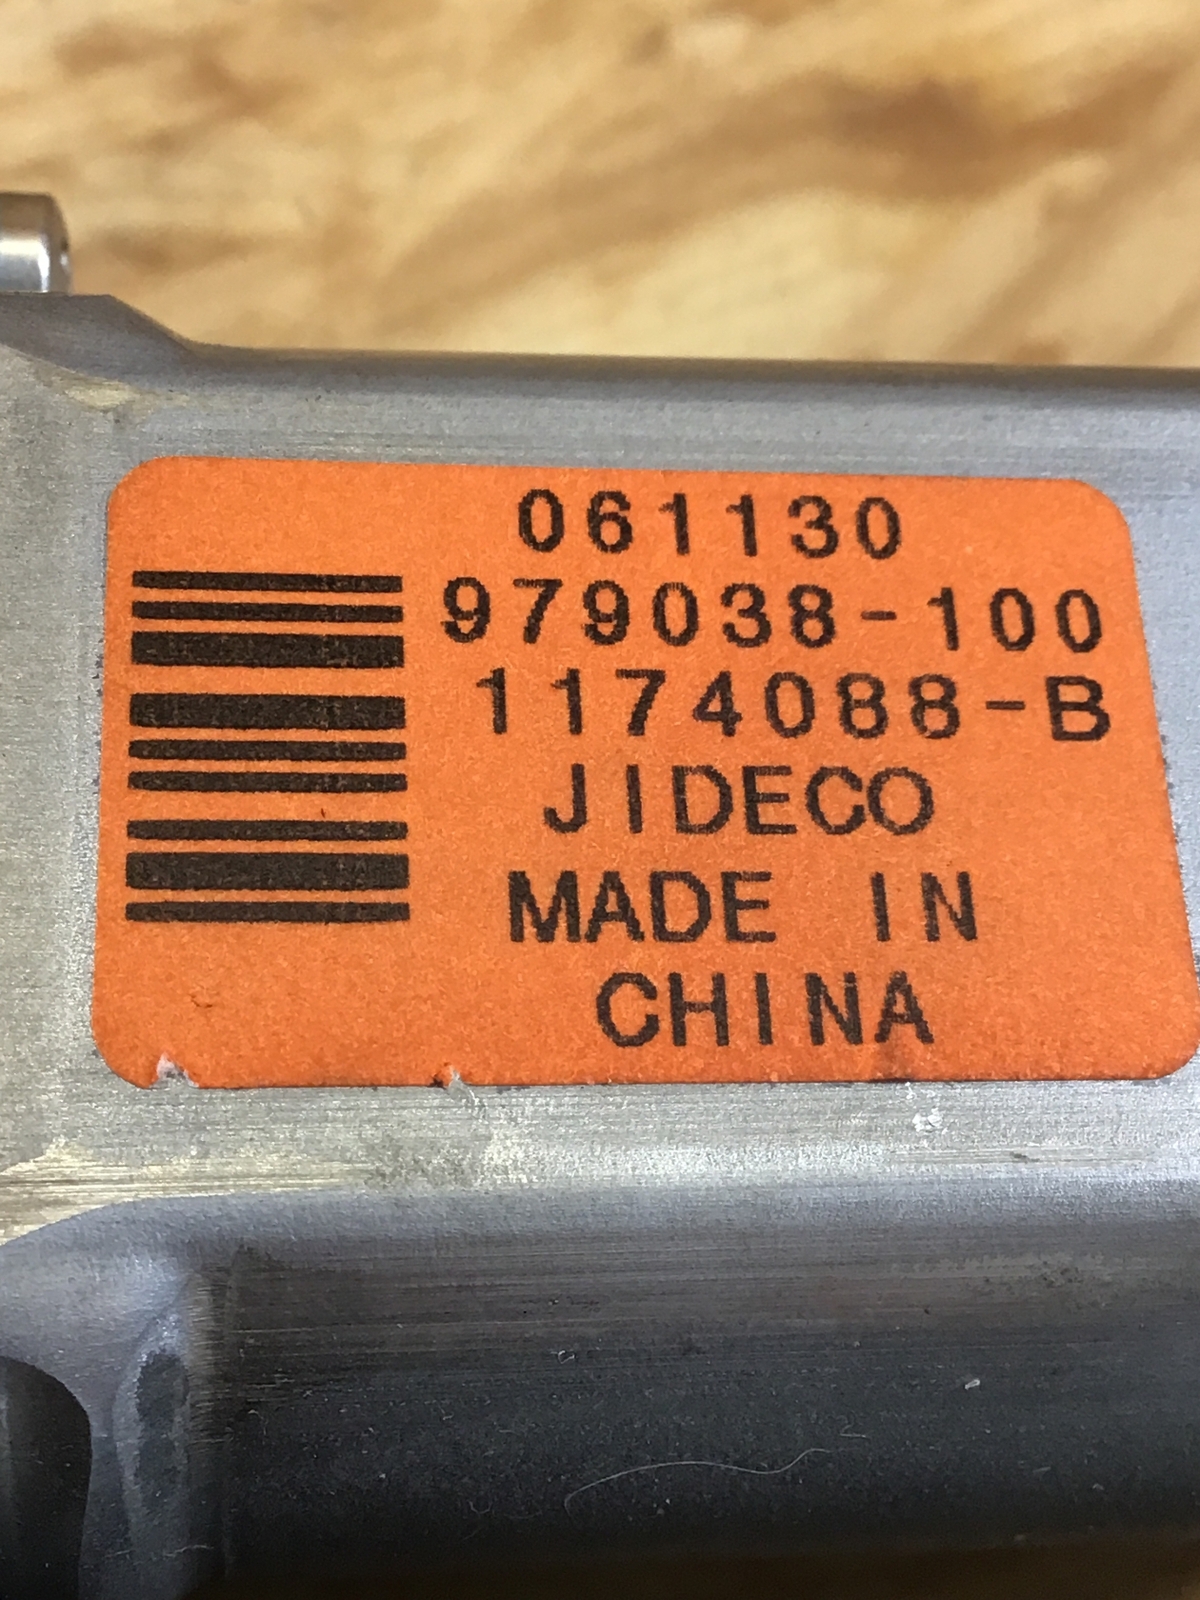 061130
979038-100
1174088-B
JIDECO
MADE IN
CHINA